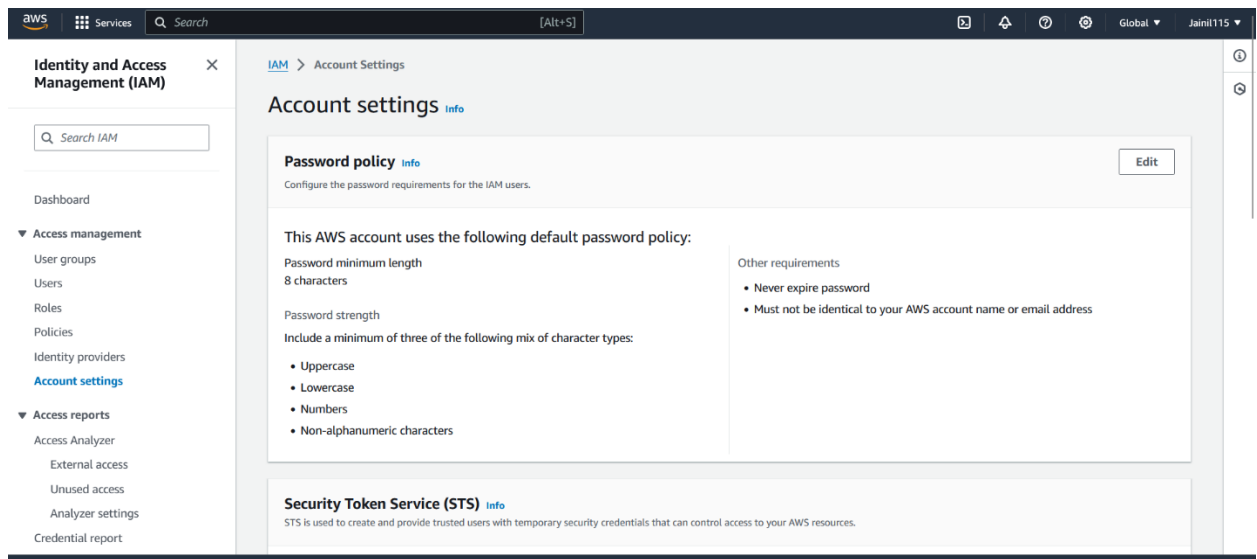 aws
Services
Search
[Alt+S]
Global ▼
Jainil115 ▼
Identity and Access
Management (IAM)
Search IAM
Dashboard
▼ Access management
User groups
Users
Roles
Policies
Identity providers
Account settings
▼ Access reports
Access Analyzer
External access
Unused access
Analyzer settings
Credential report
IAM > Account Settings
Account settings Info
Password policy Info
Edit
Configure the password requirements for the IAM users.
This AWS account uses the following default password policy:
Password minimum length
8 characters
Password strength
Include a minimum of three of the following mix of character types:
• Uppercase
• Lowercase
• Numbers
• Non-alphanumeric characters
Other requirements
• Never expire password
• Must not be identical to your AWS account name or email address
Security Token Service (STS) Info
STS is used to create and provide trusted users with temporary security credentials that can control access to your AWS resources.